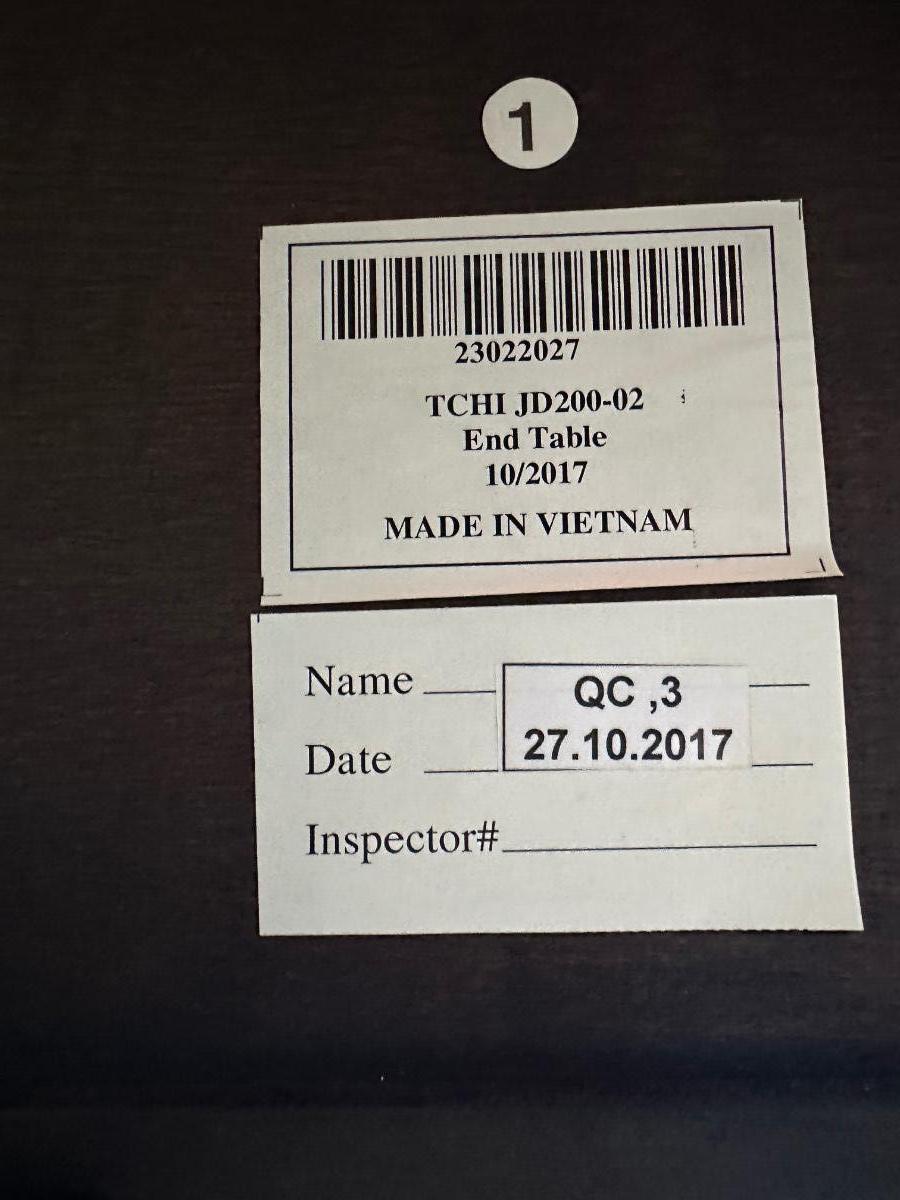 1
23022027
TCHI JD200-02
End Table
10/2017
MADE IN VIETNAM
Name
QC ,3
Date
27.10.2017
Inspector#